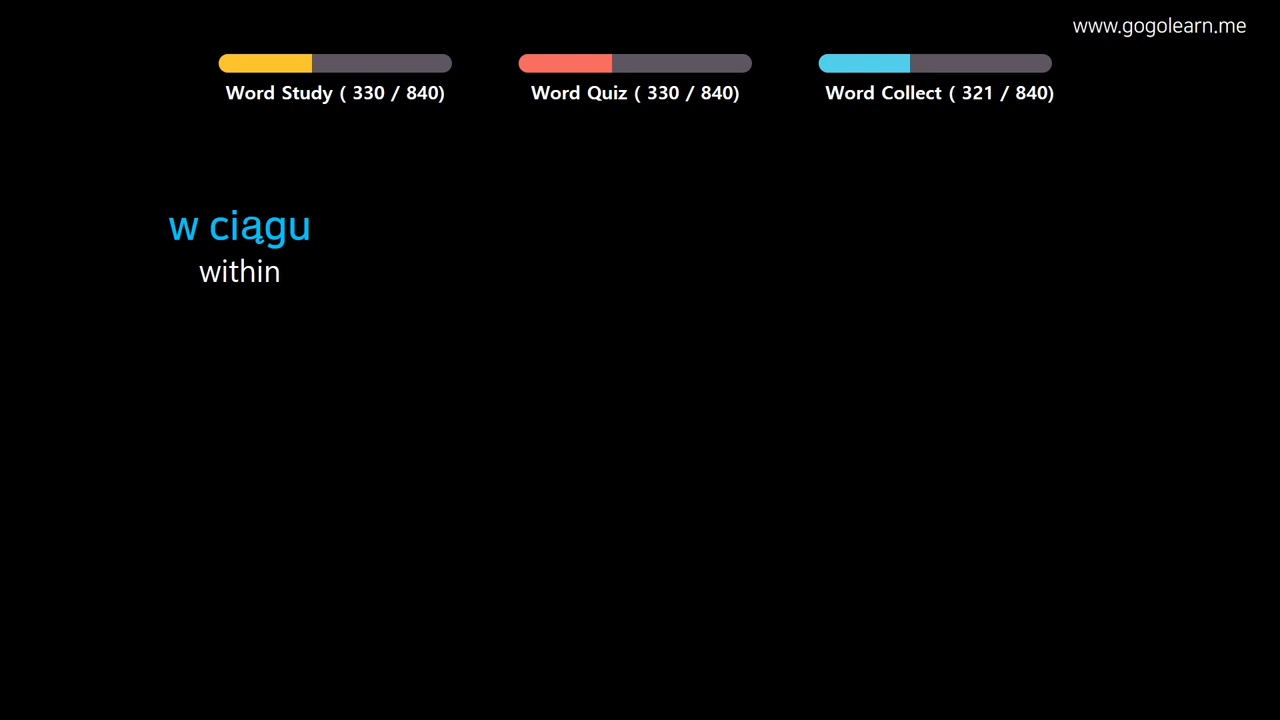 www.gogolearn.me
Word Study ( 330 / 840)
Word Quiz ( 330 / 840)
Word Collect ( 321 / 840)
w ciągu
within